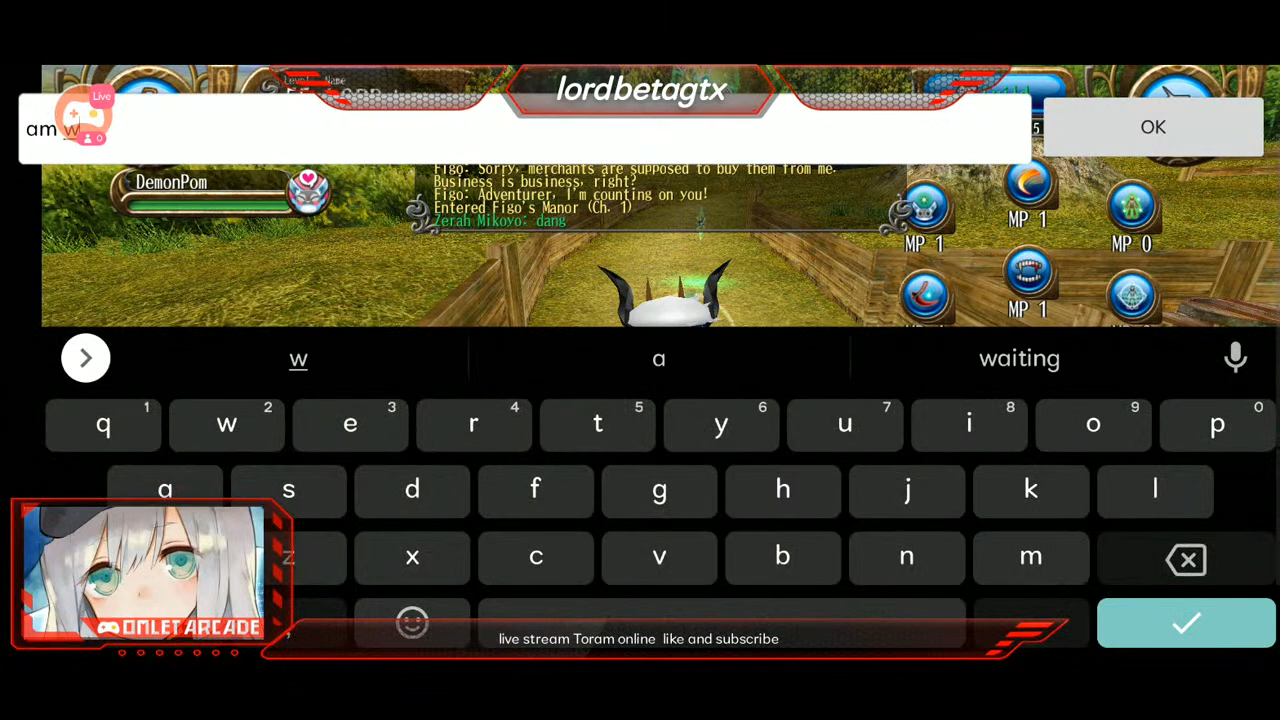 lordbetagtx
Live
0
am w
OK
DemonPom
Figo: Sorry, merchants are supposed to buy them from me.
Business is business, right?
Figo: Adventurer, I'm counting on you!
Entered Figo's Manor (Ch. 1)
Zerah Mikoyo: dang
MP 1
MP 1
MP 0
MP 1
w
a
waiting
q 1 w 2 e 3 r 4 t 5 y 6 u 7 i 8 o 9 p 0
a s d f g h j k l
z x c v b n m
OMLET ARCADE
live stream Toram online like and subscribe